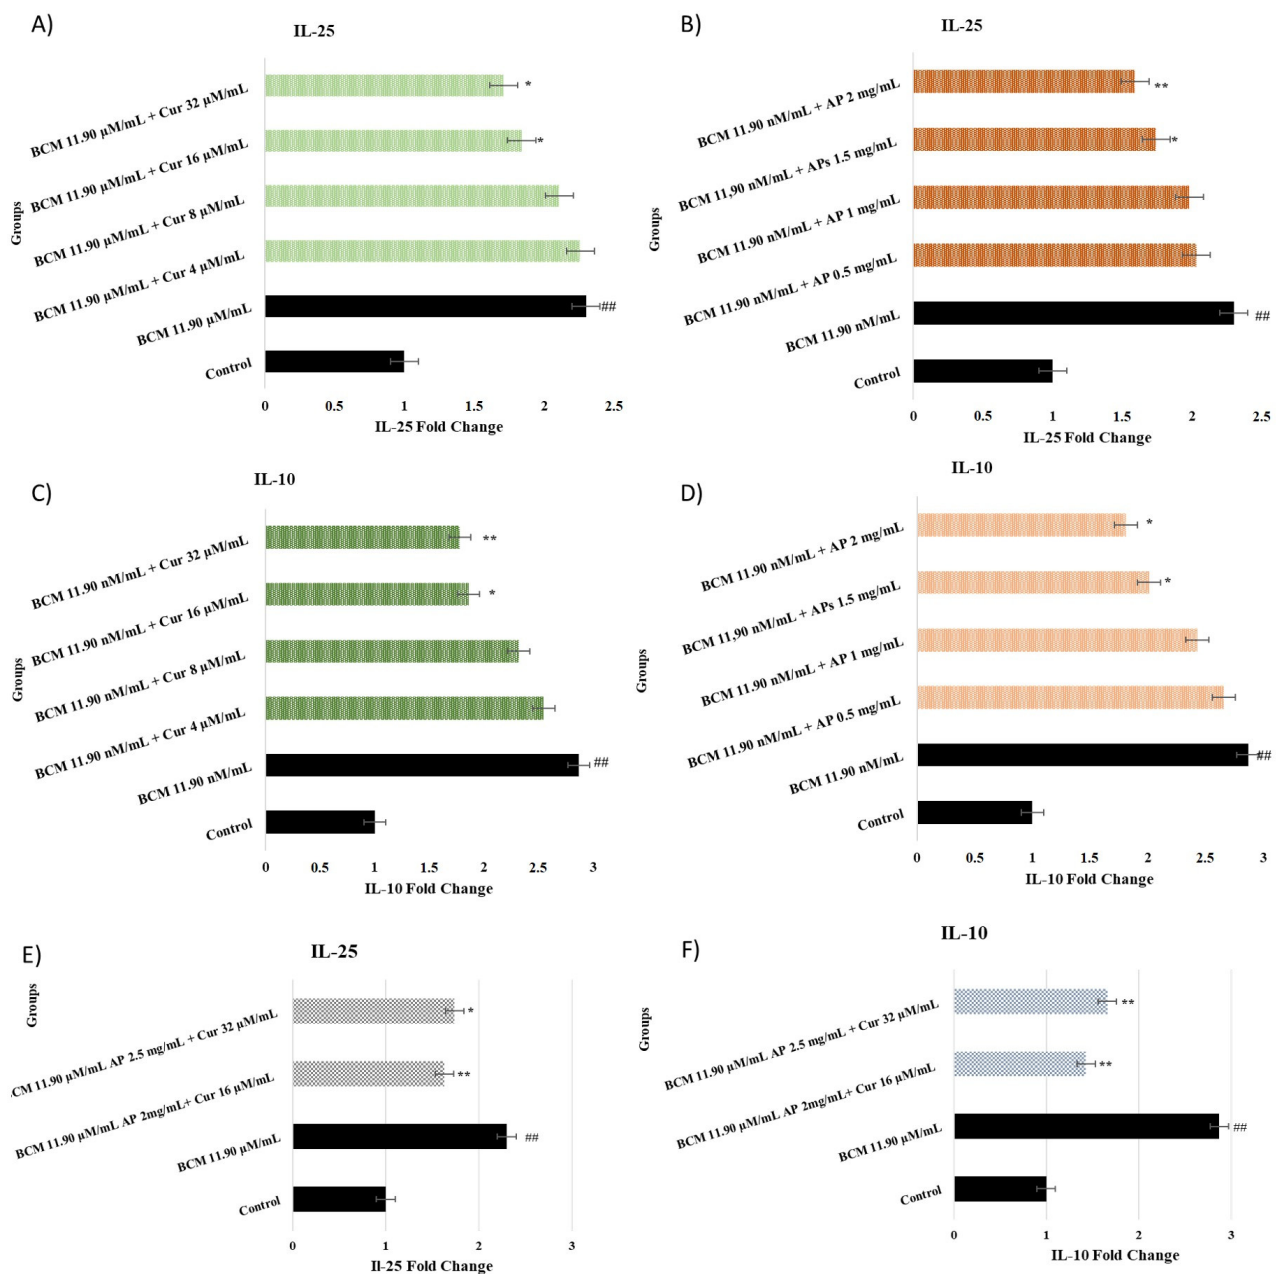 A)
IL-25
BCM 11.90 µM/mL + Cur 32 µM/mL
*
BCM 11.90 µM/mL + Cur 16 µM/mL
*
BCM 11.90 µM/mL + Cur 8 µM/mL
BCM 11.90 µM/mL + Cur 4 µM/mL
BCM 11.90 µM/mL
##
Control
Groups
0 0.5 1 1.5 2 2.5
IL-25 Fold Change
B)
IL-25
BCM 11.90 nM/mL + AP 2 mg/mL
**
BCM 11,90 nM/mL + APs 1.5 mg/mL
*
BCM 11.90 nM/mL + AP 1 mg/mL
BCM 11.90 nM/mL + AP 0.5 mg/mL
BCM 11.90 nM/mL
##
Control
Groups
0 0.5 1 1.5 2 2.5
IL-25 Fold Change
C)
IL-10
BCM 11.90 nM/mL + Cur 32 µM/mL
**
BCM 11.90 nM/mL + Cur 16 µM/mL
*
BCM 11.90 nM/mL + Cur 8 µM/mL
BCM 11.90 nM/mL + Cur 4 µM/mL
BCM 11.90 nM/mL
##
Control
Groups
0 0.5 1 1.5 2 2.5 3
IL-10 Fold Change
D)
IL-10
BCM 11.90 nM/mL + AP 2 mg/mL
*
BCM 11,90 nM/mL + APs 1.5 mg/mL
*
BCM 11.90 nM/mL + AP 1 mg/mL
BCM 11.90 nM/mL + AP 0.5 mg/mL
BCM 11.90 nM/mL
##
Control
Groups
0 0.5 1 1.5 2 2.5 3
IL-10 Fold Change
E)
IL-25
CM 11.90 µM/mL AP 2.5 mg/mL + Cur 32 µM/mL
*
BCM 11.90 µM/mL AP 2mg/mL+ Cur 16 µM/mL
**
BCM 11.90 µM/mL
##
Control
Groups
0 1 2 3
Il-25 Fold Change
F)
IL-10
BCM 11.90 µM/mL AP 2.5 mg/mL + Cur 32 µM/mL
**
BCM 11.90 µM/mL AP 2mg/mL+ Cur 16 µM/mL
**
BCM 11.90 µM/mL
##
Control
Groups
0 1 2 3
IL-10 Fold Change